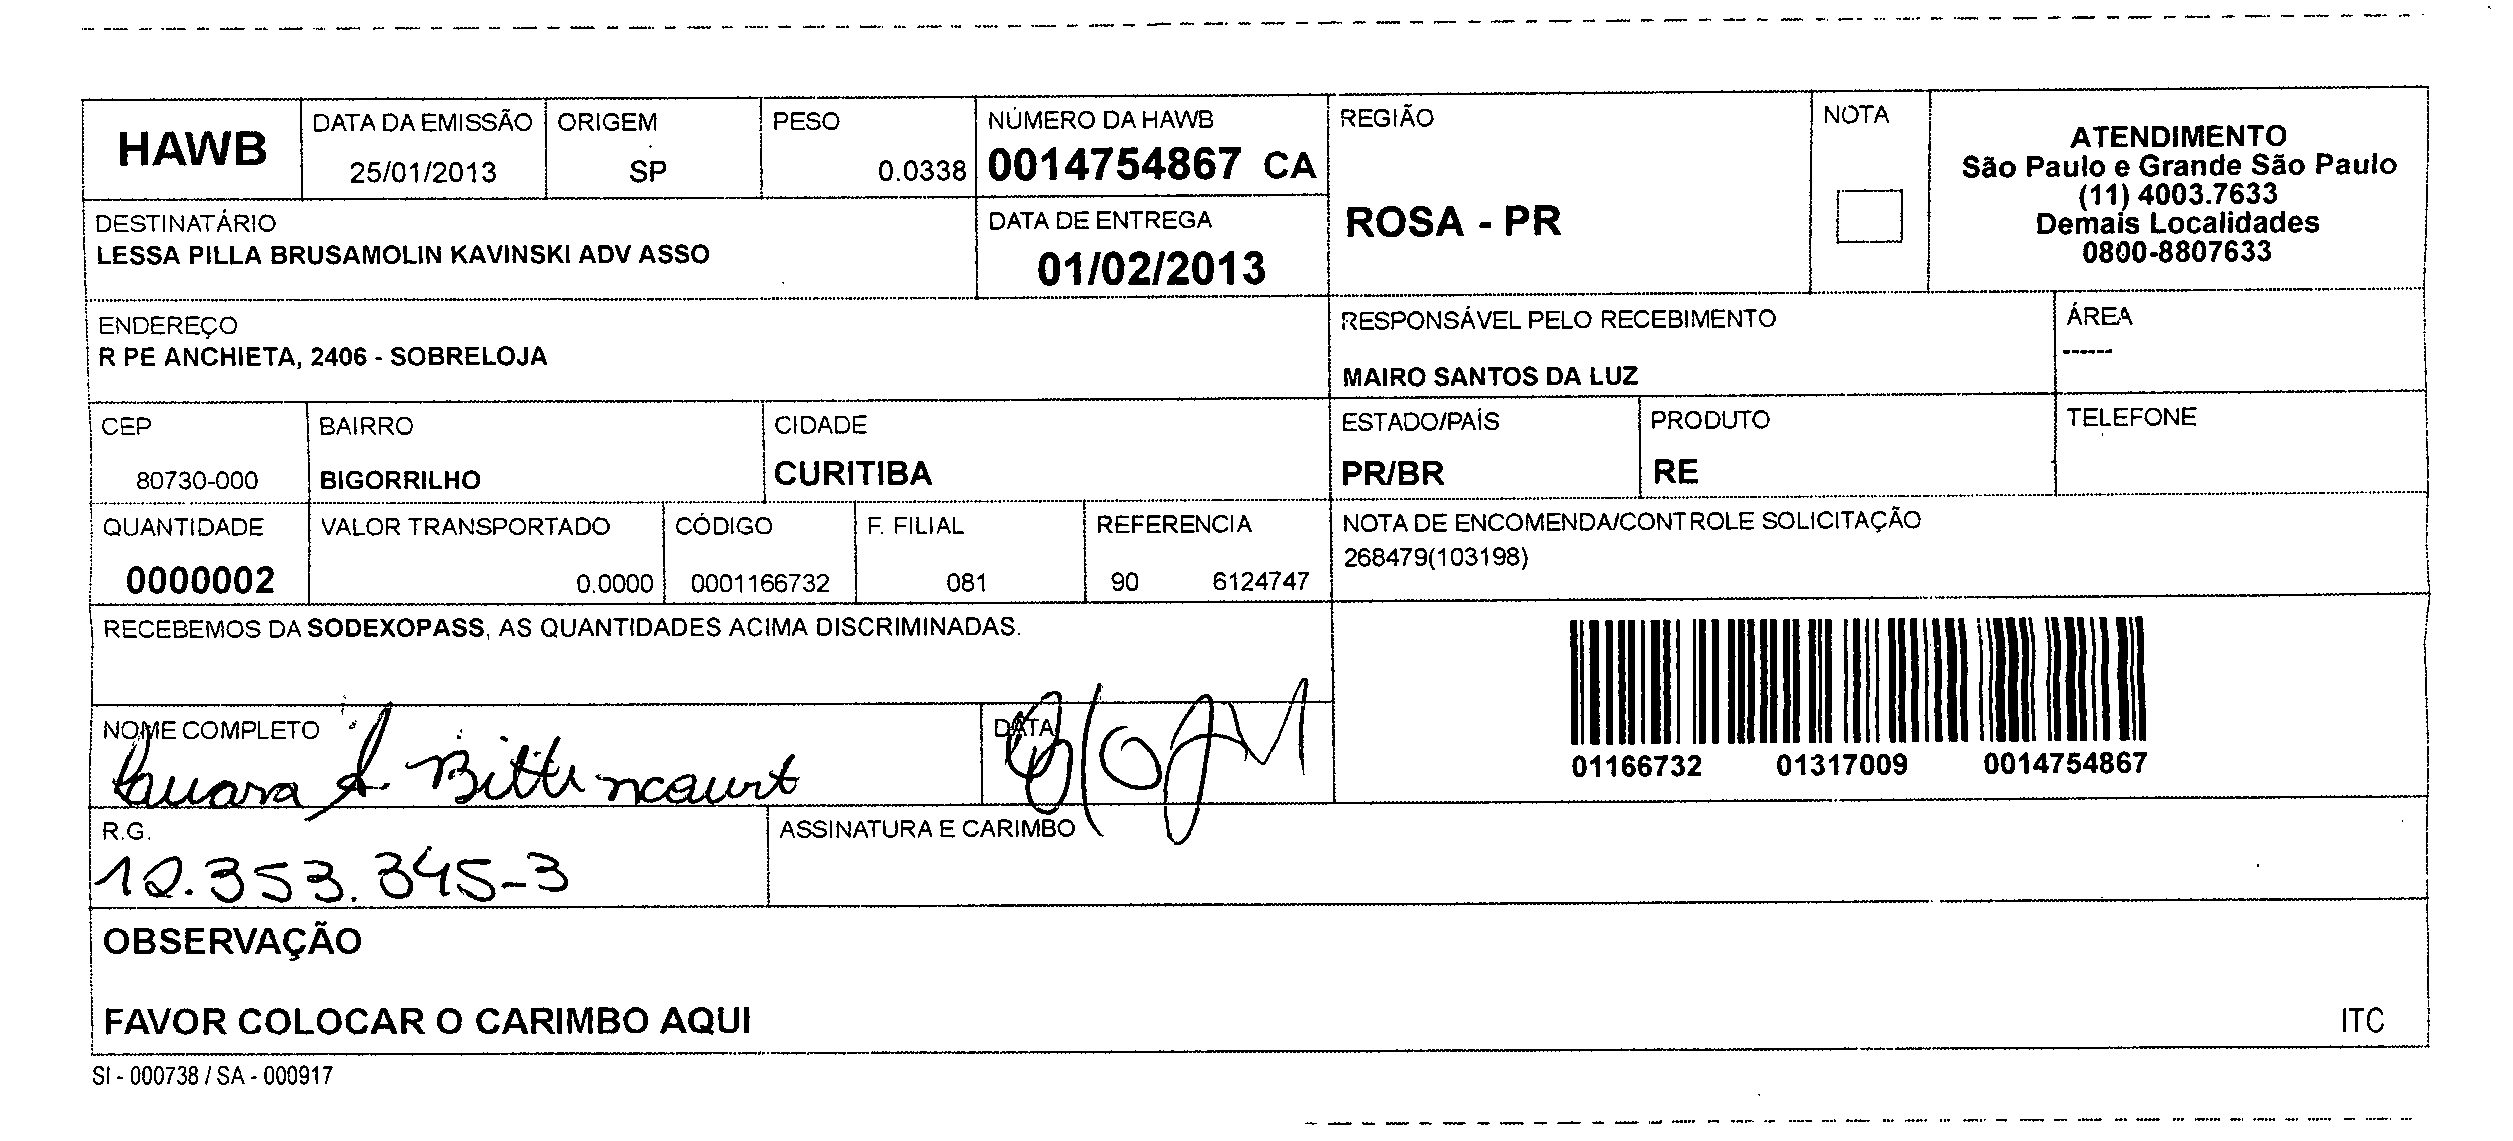 HAWB
DATA DA EMISSÃO
25/01/2013
ORIGEM
SP
PESO
0.0338
NÚMERO DA HAWB
0014754867 CA
REGIÃO
ROSA - PR
NOTA
ATENDIMENTO
São Paulo e Grande São Paulo
(11) 4003.7633
Demais Localidades
0800-8807633
DESTINATÁRIO
LESSA PILLA BRUSAMOLIN KAVINSKI ADV ASSO
DATA DE ENTREGA
01/02/2013
ENDEREÇO
R PE ANCHIETA, 2406 - SOBRELOJA
RESPONSÁVEL PELO RECEBIMENTO
MAIRO SANTOS DA LUZ
ÁREA
------
CEP
80730-000
BAIRRO
BIGORRILHO
CIDADE
CURITIBA
ESTADO/PAÍS
PR/BR
PRODUTO
RE
TELEFONE
QUANTIDADE
0000002
VALOR TRANSPORTADO
0.0000
CÓDIGO
0001166732
F. FILIAL
081
REFERENCIA
90 6124747
NOTA DE ENCOMENDA/CONTROLE SOLICITAÇÃO
268479(103198)
RECEBEMOS DA SODEXOPASS, AS QUANTIDADES ACIMA DISCRIMINADAS.
01166732 01317009 0014754867
NOME COMPLETO
Bittencourt
DATA
R.G.
12.353.345-3
ASSINATURA E CARIMBO
OBSERVAÇÃO
FAVOR COLOCAR O CARIMBO AQUI
ITC
SI - 000738 / SA - 000917